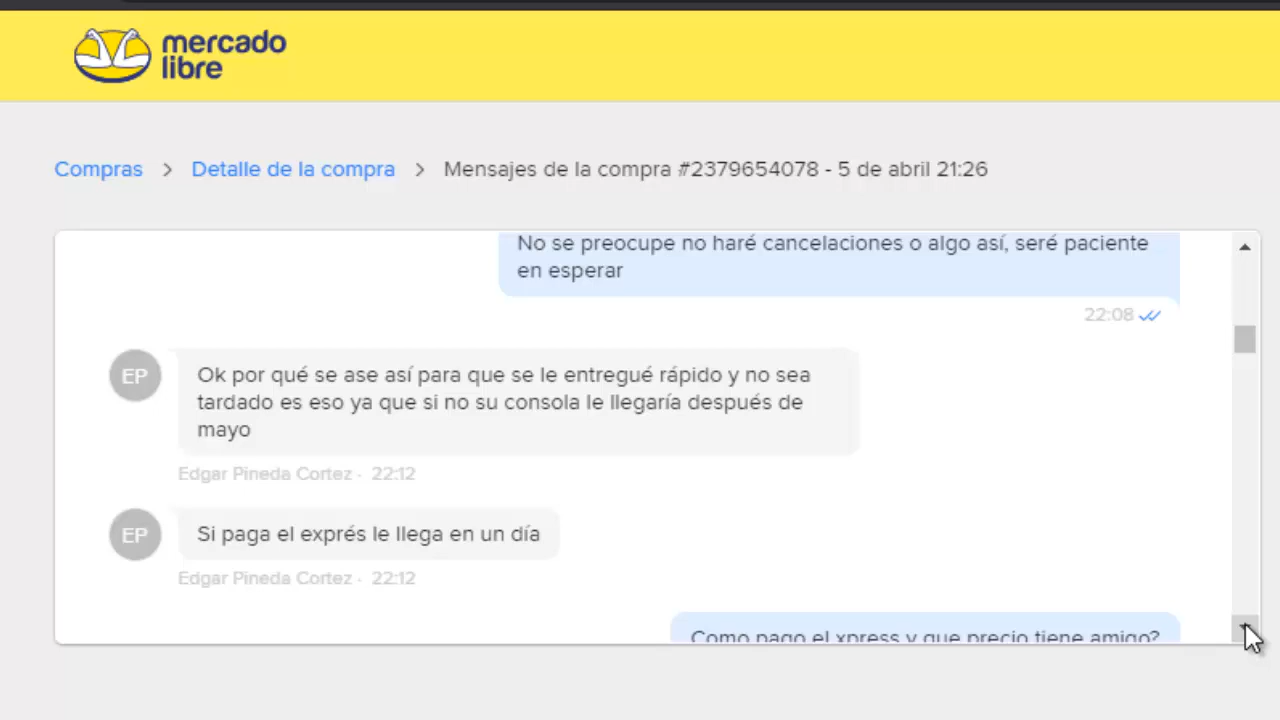 mercado
libre
Compras > Detalle de la compra > Mensajes de la compra #2379654078 - 5 de abril 21:26
No se preocupe no haré cancelaciones o algo así, seré paciente
en esperar
22:08
EP
Ok por qué se ase así para que se le entregué rápido y no sea
tardado es eso ya que si no su consola le llegaría después de
mayo
Edgar Pineda Cortez · 22:12
EP
Si paga el exprés le llega en un día
Edgar Pineda Cortez · 22:12
Como pago el xpress y que precio tiene amigo?